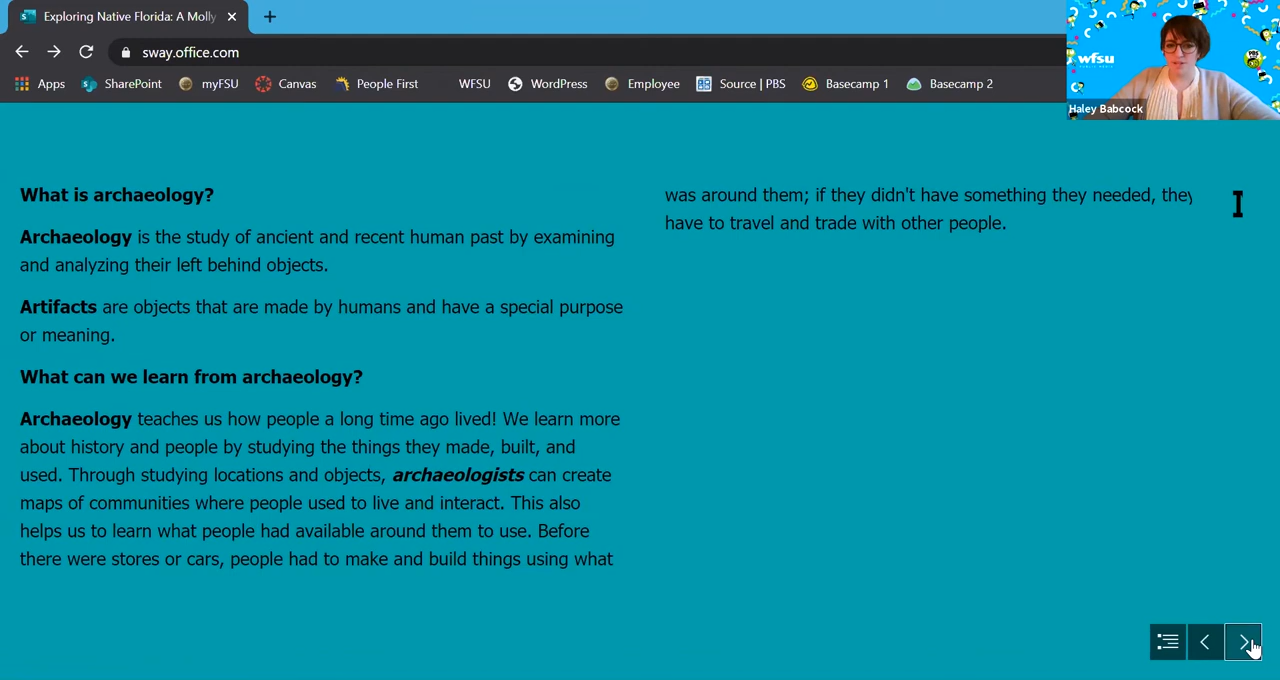 Exploring Native Florida: A Molly
sway.office.com
Apps SharePoint myFSU Canvas People First WFSU WordPress Employee Source | PBS Basecamp 1 Basecamp 2
wfsu
Haley Babcock
What is archaeology?
Archaeology is the study of ancient and recent human past by examining
and analyzing their left behind objects.
Artifacts are objects that are made by humans and have a special purpose
or meaning.
What can we learn from archaeology?
Archaeology teaches us how people a long time ago lived! We learn more
about history and people by studying the things they made, built, and
used. Through studying locations and objects, archaeologists can create
maps of communities where people used to live and interact. This also
helps us to learn what people had available around them to use. Before
there were stores or cars, people had to make and build things using what
was around them; if they didn't have something they needed, they
have to travel and trade with other people.